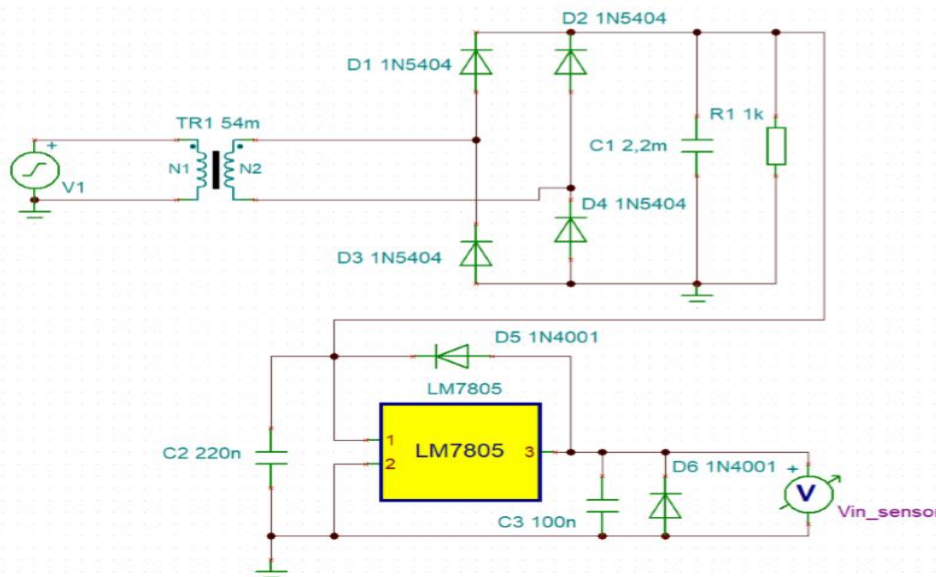 D2 1N5404
D1 1N5404
TR1 54m
R1 1k
C1 2,2m
+
N1
N2
V1
D4 1N5404
D3 1N5404
D5 1N4001
LM7805
1
LM7805
3
C2 220n
2
D6 1N4001
+
V
Vin_sensor
C3 100n